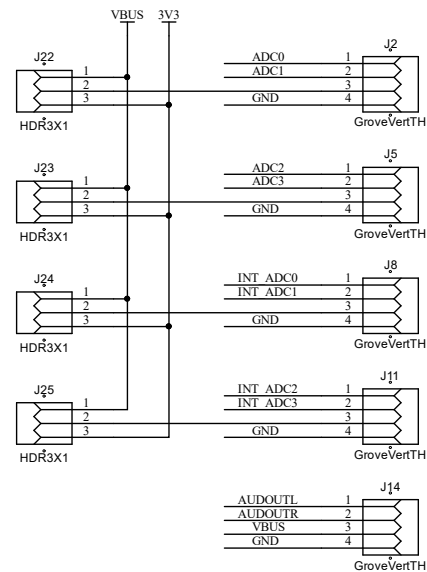 VBUS 3V3
J22
1
2
3
HDR3X1
ADC0 1
ADC1 2
3
GND 4
J2
GroveVertTH
J23
1
2
3
HDR3X1
ADC2 1
ADC3 2
3
GND 4
J5
GroveVertTH
J24
1
2
3
HDR3X1
INT ADC0 1
INT ADC1 2
3
GND 4
J8
GroveVertTH
J25
1
2
3
HDR3X1
INT ADC2 1
INT ADC3 2
3
GND 4
J11
GroveVertTH
AUDOUTL 1
AUDOUTR 2
VBUS 3
GND 4
J14
GroveVertTH